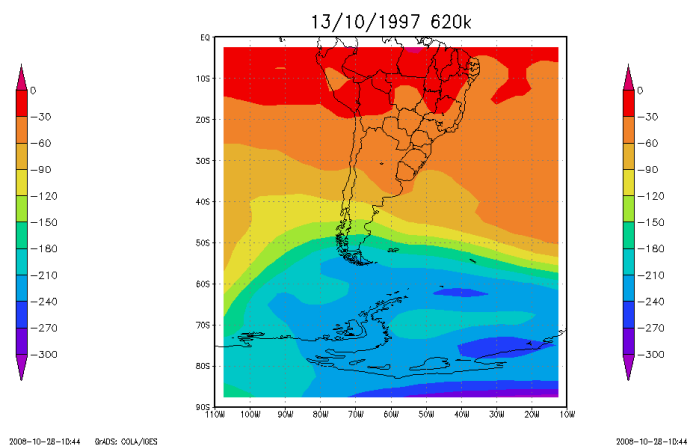 13/10/1997 620k
EQ
10S
20S
30S
40S
50S
60S
70S
80S
90S
110W 100W 90W 80W 70W 60W 50W 40W 30W 20W 10W
0
-30
-60
-90
-120
-150
-180
-210
-240
-270
-300
0
-30
-60
-90
-120
-150
-180
-210
-240
-270
-300
2008-10-28-10:44 GrADS: COLA/IGES 2008-10-28-10:44